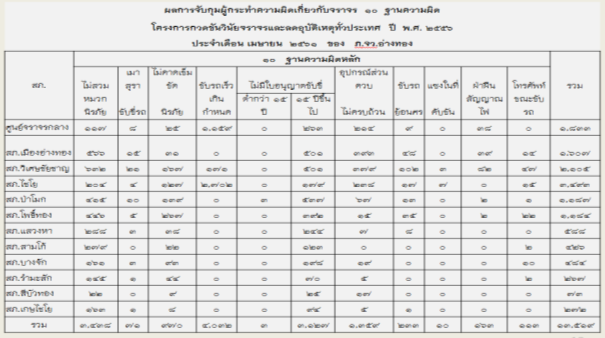 ผลการจับกุมผู้กระทำความผิดเกี่ยวกับจราจร ๑๐ ฐานความผิด
โครงการกวดขันวินัยจราจรและลดอุบัติเหตุทั่วประเทศ ปี พ.ศ. ๒๕๕๖
ประจำเดือน เมษายน ๒๕๖๑ ของ ภ.จว.อ่างทอง
๑๐ ฐานความผิดหลัก
สภ. ไม่สวมหมวกนิรภัย เมาสุราขับขี่รถ ไม่คาดเข็มขัดนิรภัย ขับรถเร็วเกินกำหนด ไม่มีใบอนุญาตขับขี่ ต่ำกว่า ๑๕ ปี ๑๕ ปีขึ้นไป อุปกรณ์ส่วนควบไม่ครบถ้วน ขับรถย้อนศร แซงในที่คับขัน ฝ่าฝืนสัญญาณไฟ โทรศัพท์ขณะขับรถ รวม
ศูนย์จราจรกลาง ๑๑๗ ๘ ๒๕ ๑.๑๕๙ ๐ ๒๖๓ ๒๑๔ ๙ ๐ ๓๘ ๐ ๑.๘๓๓
สภ.เมืองอ่างทอง ๕๖๖ ๑๕ ๓๑ ๐ ๐ ๕๐๑ ๓๙๓ ๔๘ ๐ ๓๙ ๑๔ ๑.๖๐๗
สภ.วิเศษชัยชาญ ๖๓๒ ๒๑ ๑๖๗ ๑๗๑ ๐ ๕๐๑ ๓๗๙ ๑๐๒ ๓ ๘๒ ๔๗ ๒.๑๐๕
สภ.ไชโย ๒๐๔ ๔ ๑๒๗ ๒.๗๐๒ ๐ ๑๗๙ ๒๓๘ ๑๗ ๗ ๐ ๑๕ ๓.๔๙๓
สภ.ป่าโมก ๔๑๕ ๑๐ ๑๓๙ ๐ ๓ ๕๓๗ ๖๗ ๑๓ ๐ ๒ ๑ ๑.๑๘๗
สภ.โพธิ์ทอง ๔๔๖ ๕ ๒๖๗ ๐ ๐ ๓๙๒ ๑๕ ๓๕ ๐ ๒ ๒๒ ๑.๑๘๔
สภ.แสวงหา ๒๘๘ ๓ ๓๘ ๐ ๐ ๒๔๔ ๗ ๘ ๐ ๐ ๐ ๕๘๘
สภ.สามโก้ ๒๗๙ ๐ ๒๒ ๐ ๐ ๑๒๓ ๐ ๐ ๐ ๐ ๒ ๔๒๖
สภ.บางจัก ๑๖๑ ๓ ๙๓ ๐ ๐ ๑๙๘ ๑๙ ๐ ๐ ๐ ๑๐ ๔๘๔
สภ.รำมะสัก ๑๔๕ ๑ ๔๔ ๐ ๐ ๗๐ ๕ ๐ ๐ ๐ ๒ ๒๖๗
สภ.สีบัวทอง ๒๒ ๐ ๙ ๐ ๐ ๒๕ ๑๗ ๐ ๐ ๐ ๐ ๗๓
สภ.เกษไชโย ๑๖๓ ๑ ๘ ๐ ๐ ๙๔ ๕ ๑ ๐ ๐ ๐ ๒๗๒
รวม ๓.๔๓๘ ๗๑ ๙๗๐ ๔.๐๓๒ ๓ ๓.๑๒๗ ๑.๓๕๙ ๒๓๓ ๑๐ ๑๖๓ ๑๑๓ ๑๓.๕๑๙